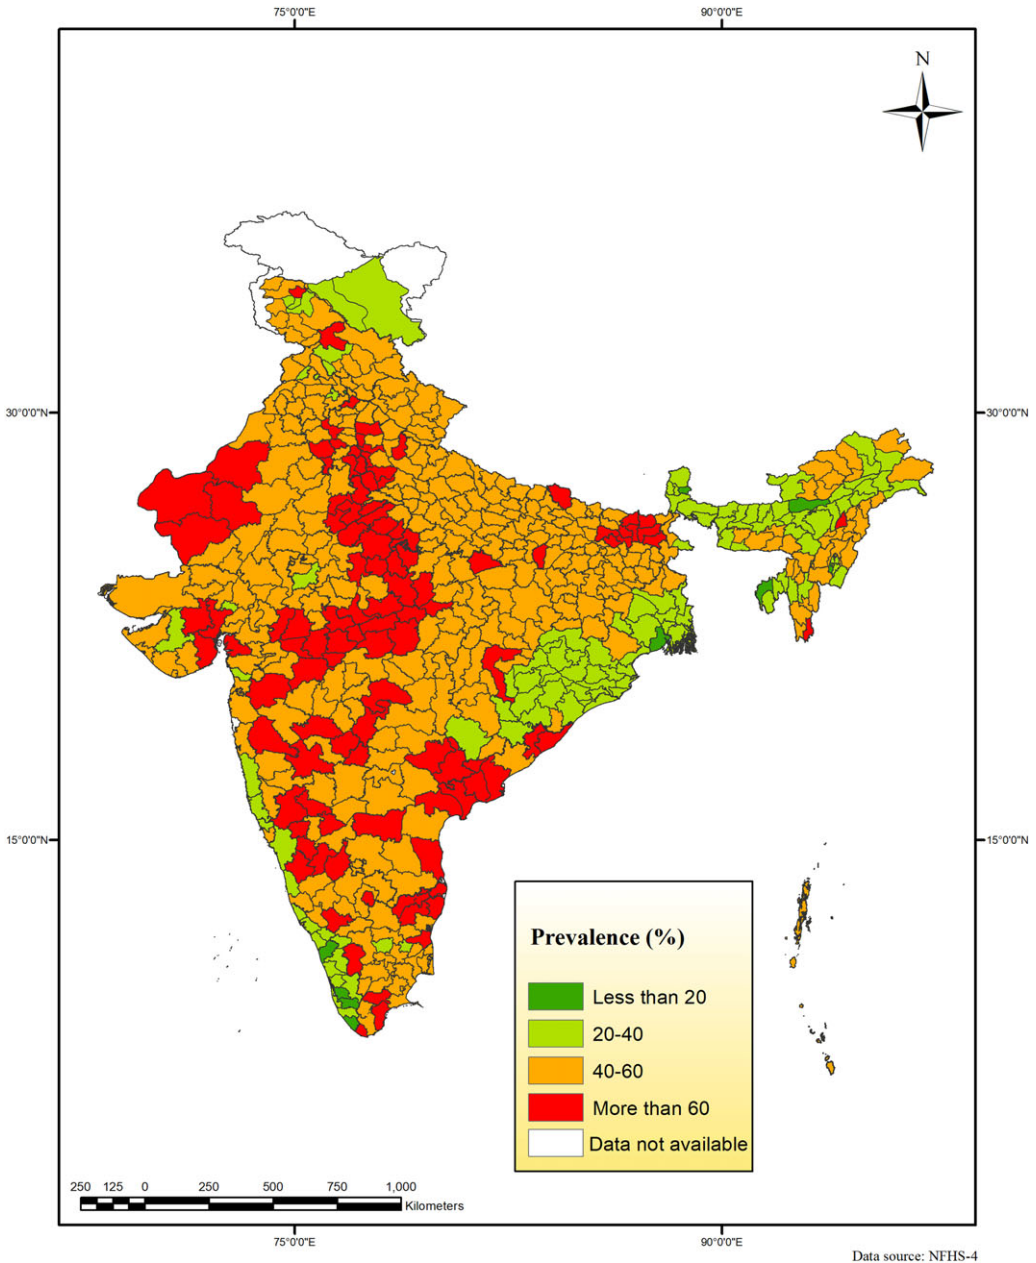 75°0'0"E 90°0'0"E
N
30°0'0"N 30°0'0"N
15°0'0"N 15°0'0"N
Prevalence (%)
Less than 20
20-40
40-60
More than 60
Data not available
250 125 0 250 500 750 1,000
Kilometers
75°0'0"E 90°0'0"E
Data source: NFHS-4